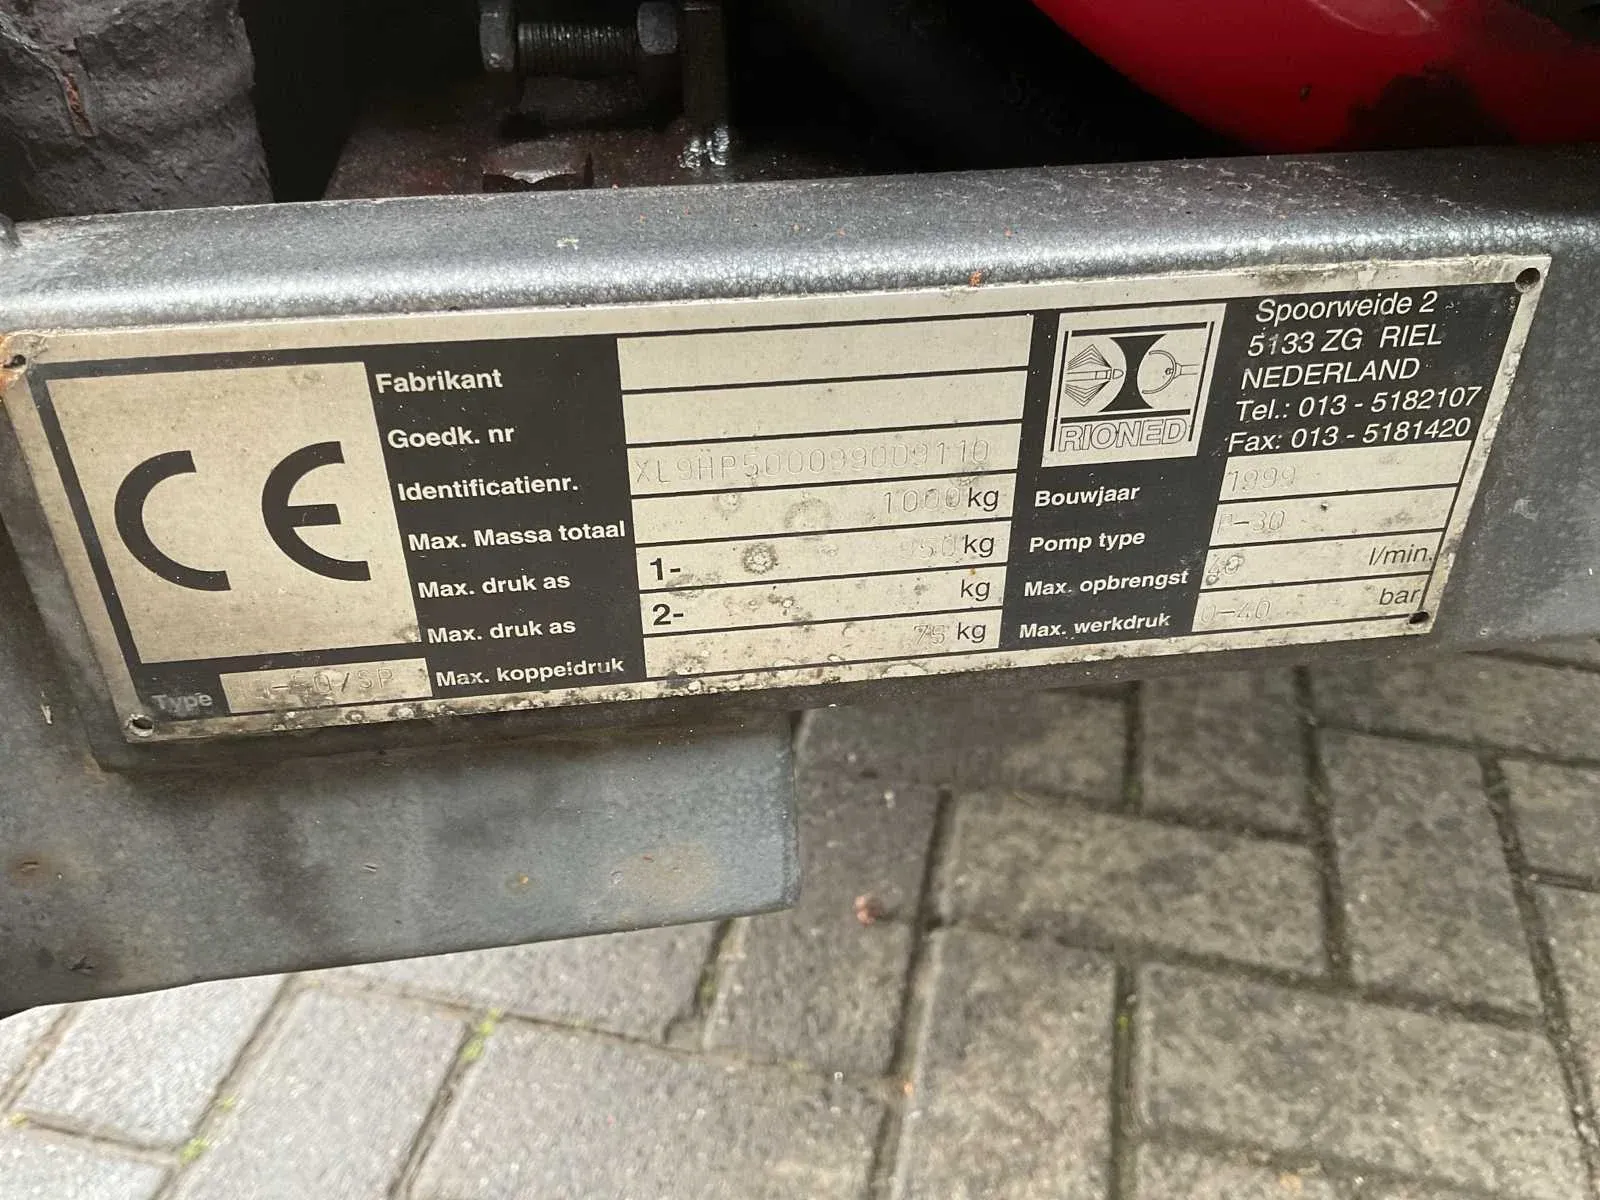 CE
Fabrikant
Goedk. nr
Identificatienr. XL9HP500099009110
Max. Massa totaal 1000 kg
Max. druk as 1- 950 kg
Max. druk as 2- kg
Max. koppeldruk 75 kg
Type
RIONED
Spoorweide 2
5133 ZG RIEL
NEDERLAND
Tel.: 013 - 5182107
Fax: 013 - 5181420
Bouwjaar 1999
Pomp type P-30
Max. opbrengst 40 l/min.
Max. werkdruk 0-40 bar